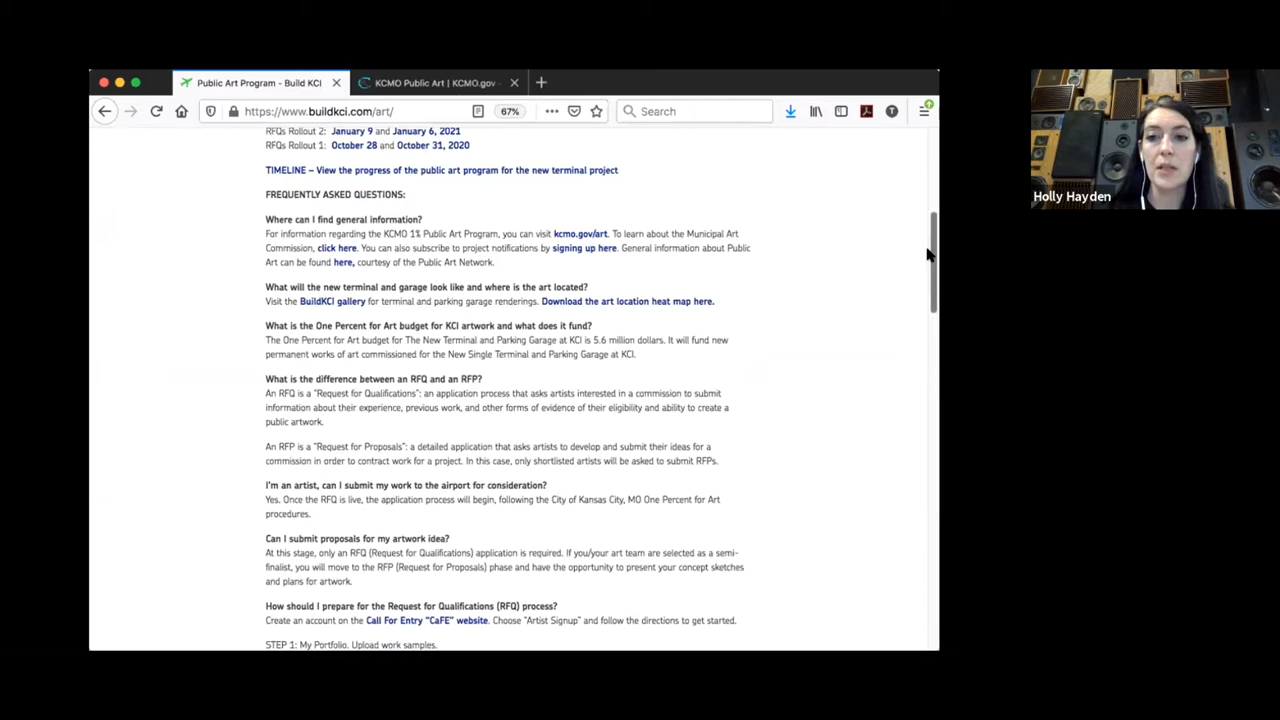 Public Art Program - Build KCI
KCMO Public Art | KCMO.gov -
https://www.buildkci.com/art/
67%
Search
RFQs Rollout 2: January 9 and January 6, 2021
RFQs Rollout 1: October 28 and October 31, 2020
TIMELINE – View the progress of the public art program for the new terminal project
FREQUENTLY ASKED QUESTIONS:
Where can I find general information?
For information regarding the KCMO 1% Public Art Program, you can visit kcmo.gov/art. To learn about the Municipal Art
Commission, click here. You can also subscribe to project notifications by signing up here. General information about Public
Art can be found here, courtesy of the Public Art Network.
What will the new terminal and garage look like and where is the art located?
Visit the BuildKCI gallery for terminal and parking garage renderings. Download the art location heat map here.
What is the One Percent for Art budget for KCI artwork and what does it fund?
The One Percent for Art budget for The New Terminal and Parking Garage at KCI is 5.6 million dollars. It will fund new
permanent works of art commissioned for the New Single Terminal and Parking Garage at KCI.
What is the difference between an RFQ and an RFP?
An RFQ is a "Request for Qualifications": an application process that asks artists interested in a commission to submit
information about their experience, previous work, and other forms of evidence of their eligibility and ability to create a
public artwork.
An RFP is a "Request for Proposals": a detailed application that asks artists to develop and submit their ideas for a
commission in order to contract work for a project. In this case, only shortlisted artists will be asked to submit RFPs.
I'm an artist, can I submit my work to the airport for consideration?
Yes. Once the RFQ is live, the application process will begin, following the City of Kansas City, MO One Percent for Art
procedures.
Can I submit proposals for my artwork idea?
At this stage, only an RFQ (Request for Qualifications) application is required. If you/your art team are selected as a semi-
finalist, you will move to the RFP (Request for Proposals) phase and have the opportunity to present your concept sketches
and plans for artwork.
How should I prepare for the Request for Qualifications (RFQ) process?
Create an account on the Call For Entry "CaFE" website. Choose "Artist Signup" and follow the directions to get started.
STEP 1: My Portfolio. Upload work samples.
Holly Hayden